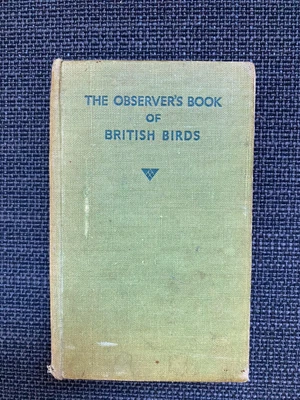 THE OBSERVER'S BOOK
OF
BRITISH BIRDS